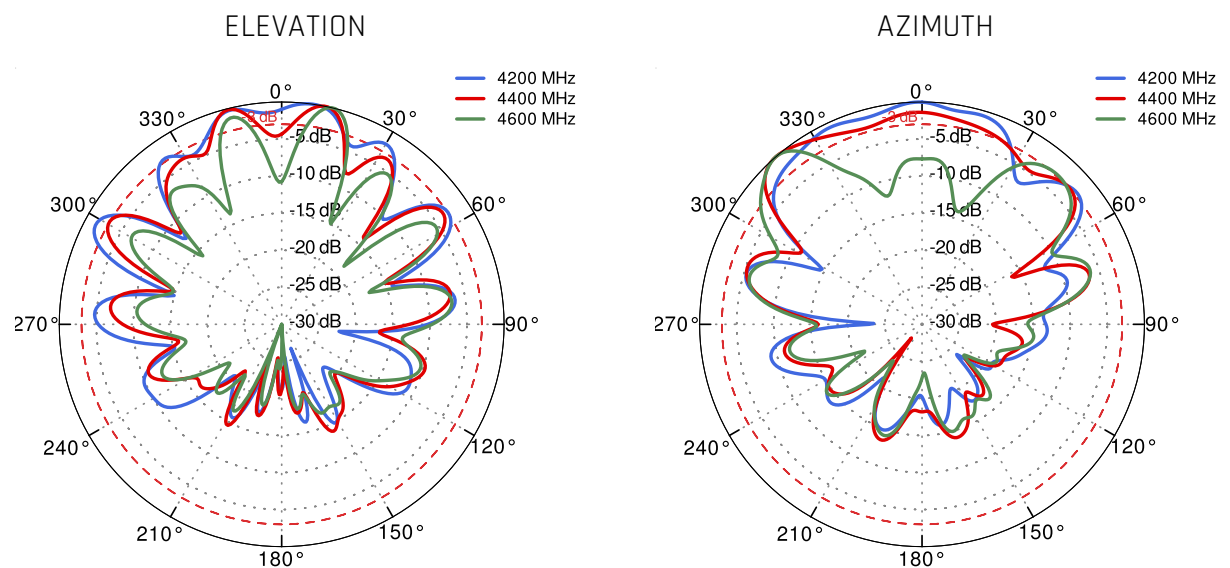 ELEVATION
4200 MHz
4400 MHz
4600 MHz
0°
330°
30°
-3 dB
-5 dB
-10 dB
300°
60°
-15 dB
-20 dB
-25 dB
270°
-30 dB
90°
240°
120°
210°
150°
180°
AZIMUTH
4200 MHz
4400 MHz
4600 MHz
0°
330°
30°
-3 dB
-5 dB
-10 dB
300°
60°
-15 dB
-20 dB
-25 dB
270°
-30 dB
90°
240°
120°
210°
150°
180°